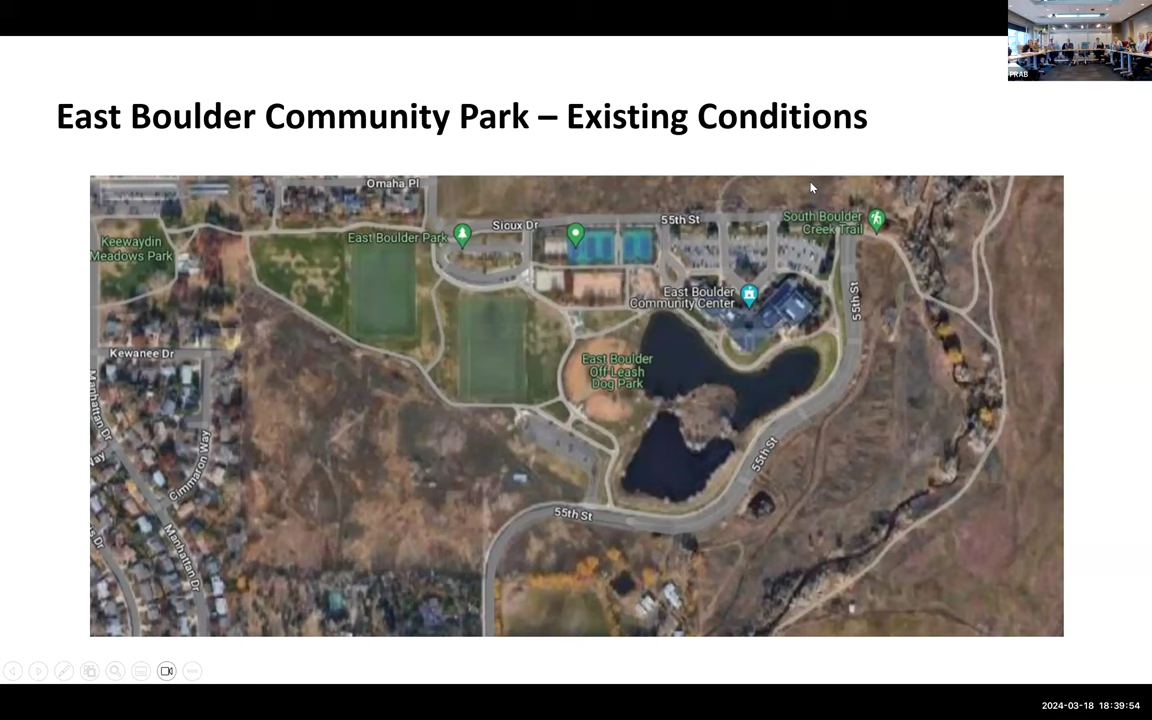 PRAB
East Boulder Community Park – Existing Conditions
Omaha Pl
Keewaydin
Meadows Park
East Boulder Park
Sioux Dr
55th St
South Boulder
Creek Trail
East Boulder
Community Center
55th St
Kewanee Dr
East Boulder
Off-Leash
Dog Park
Manhattan Dr
Cimmaron Way
55th St
55th St
Manhattan Dr
2024-03-18 18:39:54